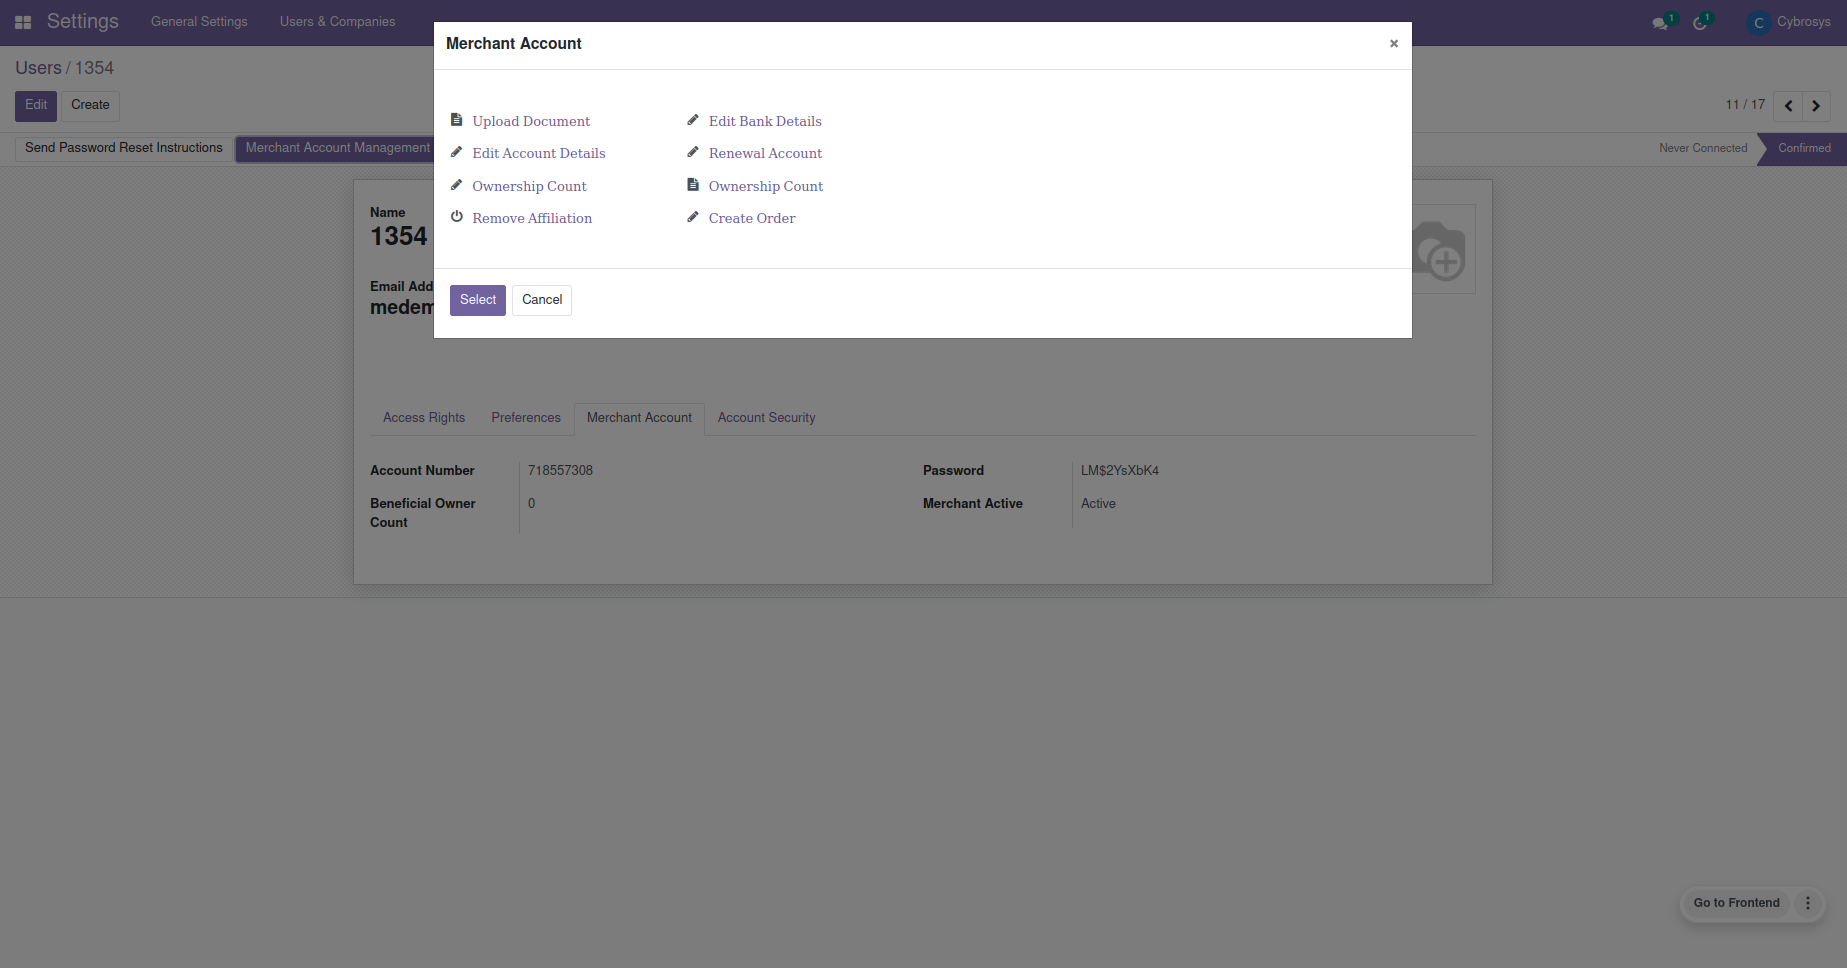 Settings General Settings Users & Companies 1 1 C Cybrosys
Merchant Account ×
Users / 1354
Edit Create 11 / 17
Send Password Reset Instructions Merchant Account Management Never Connected Confirmed
Upload Document Edit Bank Details
Edit Account Details Renewal Account
Ownership Count Ownership Count
Remove Affiliation Create Order
Select Cancel
Name
1354
Email Add
medem
Access Rights Preferences Merchant Account Account Security
Account Number 718557308 Password LM$2YsXbK4
Beneficial Owner Count 0 Merchant Active Active
Go to Frontend